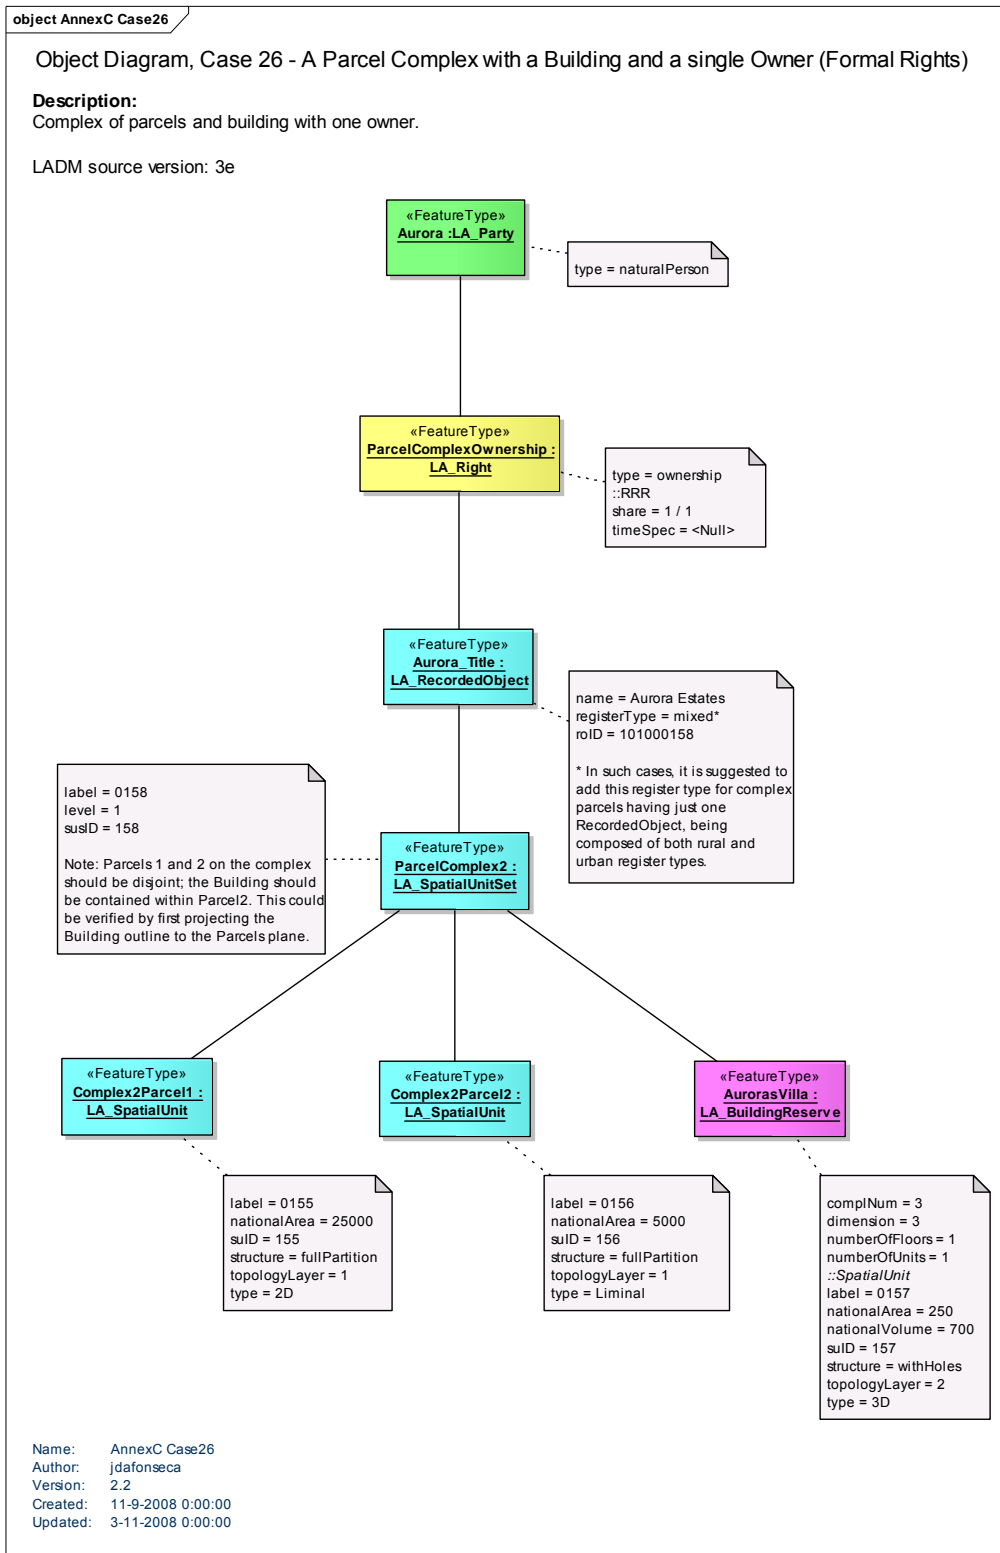 object AnnexC Case26
Object Diagram, Case 26 - A Parcel Complex with a Building and a single Owner (Formal Rights)
Description:
Complex of parcels and building with one owner.
LADM source version: 3e
«FeatureType»
Aurora :LA_Party
type = naturalPerson
«FeatureType»
ParcelComplexOwnership :
LA_Right
type = ownership
::RRR
share = 1 / 1
timeSpec = <Null>
«FeatureType»
Aurora_Title :
LA_RecordedObject
name = Aurora Estates
registerType = mixed*
roID = 101000158
* In such cases, it is suggested to
add this register type for complex
parcels having just one
RecordedObject, being
composed of both rural and
urban register types.
label = 0158
level = 1
susID = 158
Note: Parcels 1 and 2 on the complex
should be disjoint; the Building should
be contained within Parcel2. This could
be verified by first projecting the
Building outline to the Parcels plane.
«FeatureType»
ParcelComplex2 :
LA_SpatialUnitSet
«FeatureType»
Complex2Parcel1 :
LA_SpatialUnit
«FeatureType»
Complex2Parcel2 :
LA_SpatialUnit
«FeatureType»
AurorasVilla :
LA_BuildingReserve
label = 0155
nationalArea = 25000
suID = 155
structure = fullPartition
topologyLayer = 1
type = 2D
label = 0156
nationalArea = 5000
suID = 156
structure = fullPartition
topologyLayer = 1
type = Liminal
complNum = 3
dimension = 3
numberOfFloors = 1
numberOfUnits = 1
::SpatialUnit
label = 0157
nationalArea = 250
nationalVolume = 700
suID = 157
structure = withHoles
topologyLayer = 2
type = 3D
Name: AnnexC Case26
Author: jdafonseca
Version: 2.2
Created: 11-9-2008 0:00:00
Updated: 3-11-2008 0:00:00